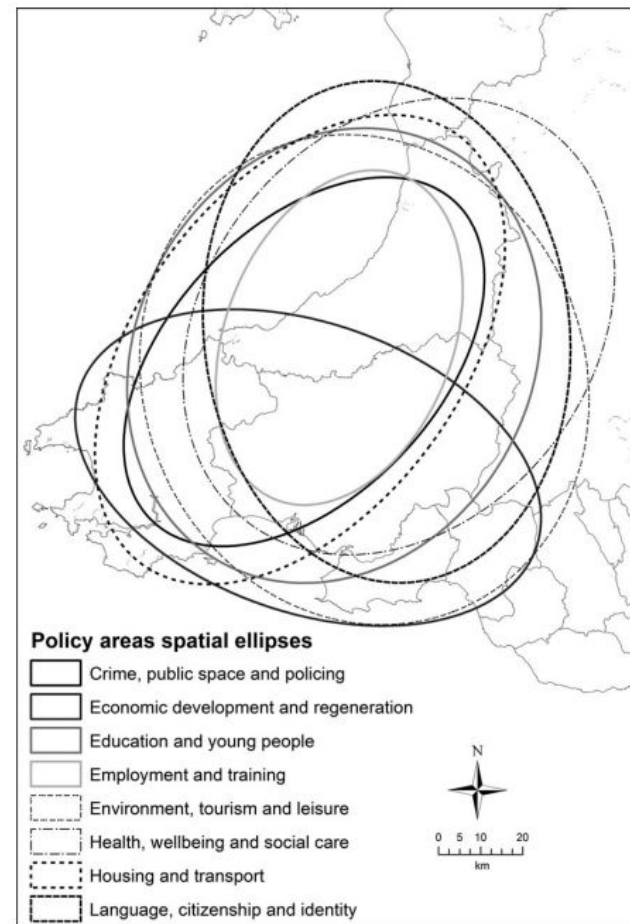 Policy areas spatial ellipses
Crime, public space and policing
Economic development and regeneration
Education and young people
Employment and training
Environment, tourism and leisure
Health, wellbeing and social care
Housing and transport
Language, citizenship and identity
N
0 5 10 20
km